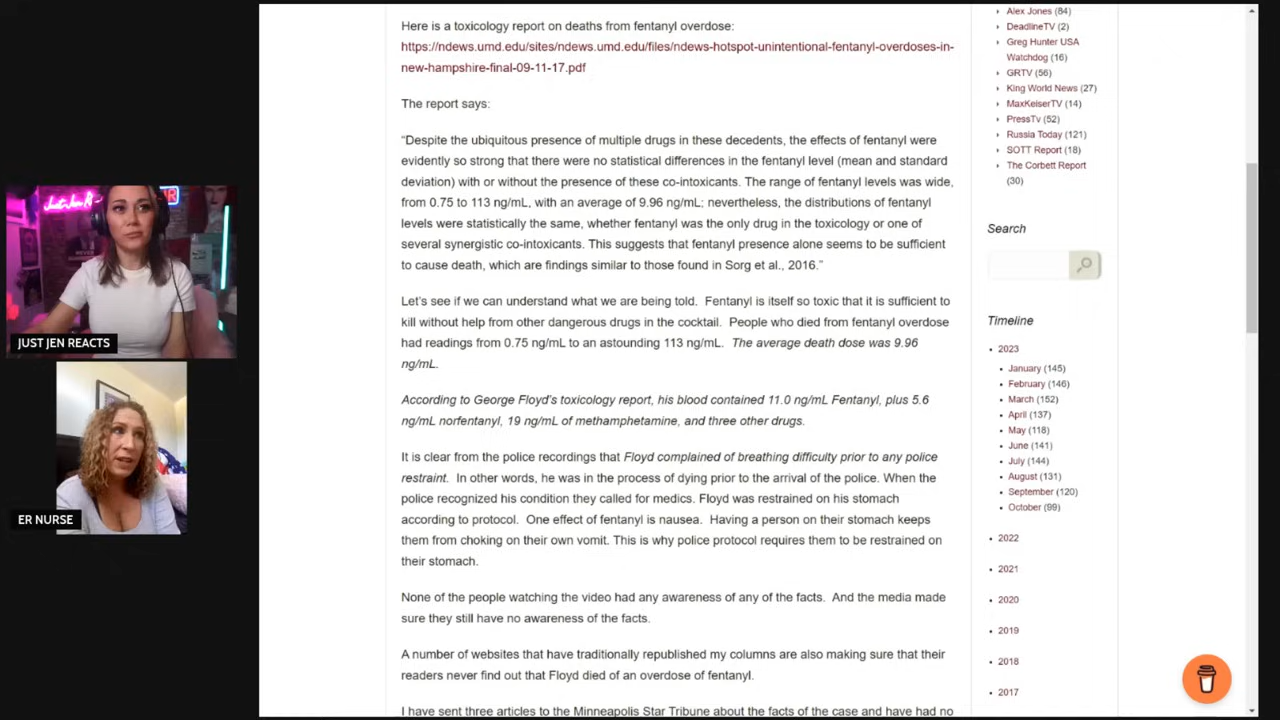 Here is a toxicology report on deaths from fentanyl overdose:
https://ndews.umd.edu/sites/ndews.umd.edu/files/ndews-hotspot-unintentional-fentanyl-overdoses-in-
new-hampshire-final-09-11-17.pdf
The report says:
“Despite the ubiquitous presence of multiple drugs in these decedents, the effects of fentanyl were
evidently so strong that there were no statistical differences in the fentanyl level (mean and standard
deviation) with or without the presence of these co-intoxicants. The range of fentanyl levels was wide,
from 0.75 to 113 ng/mL, with an average of 9.96 ng/mL; nevertheless, the distributions of fentanyl
levels were statistically the same, whether fentanyl was the only drug in the toxicology or one of
several synergistic co-intoxicants. This suggests that fentanyl presence alone seems to be sufficient
to cause death, which are findings similar to those found in Sorg et al., 2016.”
Let’s see if we can understand what we are being told. Fentanyl is itself so toxic that it is sufficient to
kill without help from other dangerous drugs in the cocktail. People who died from fentanyl overdose
had readings from 0.75 ng/mL to an astounding 113 ng/mL. The average death dose was 9.96
ng/mL.
According to George Floyd’s toxicology report, his blood contained 11.0 ng/mL Fentanyl, plus 5.6
ng/mL norfentanyl, 19 ng/mL of methamphetamine, and three other drugs.
It is clear from the police recordings that Floyd complained of breathing difficulty prior to any police
restraint. In other words, he was in the process of dying prior to the arrival of the police. When the
police recognized his condition they called for medics. Floyd was restrained on his stomach
according to protocol. One effect of fentanyl is nausea. Having a person on their stomach keeps
them from choking on their own vomit. This is why police protocol requires them to be restrained on
their stomach.
None of the people watching the video had any awareness of any of the facts. And the media made
sure they still have no awareness of the facts.
A number of websites that have traditionally republished my columns are also making sure that their
readers never find out that Floyd died of an overdose of fentanyl.
I have sent three articles to the Minneapolis Star Tribune about the facts of the case and have had no
Alex Jones (84)
DeadlineTV (2)
Greg Hunter USA
Watchdog (16)
GRTV (56)
King World News (27)
MaxKeiserTV (14)
PressTv (52)
Russia Today (121)
SOTT Report (18)
The Corbett Report
(30)
Search
Timeline
2023
January (145)
February (146)
March (152)
April (137)
May (118)
June (141)
July (144)
August (131)
September (120)
October (99)
2022
2021
2020
2019
2018
2017
JUST JEN REACTS
ER NURSE